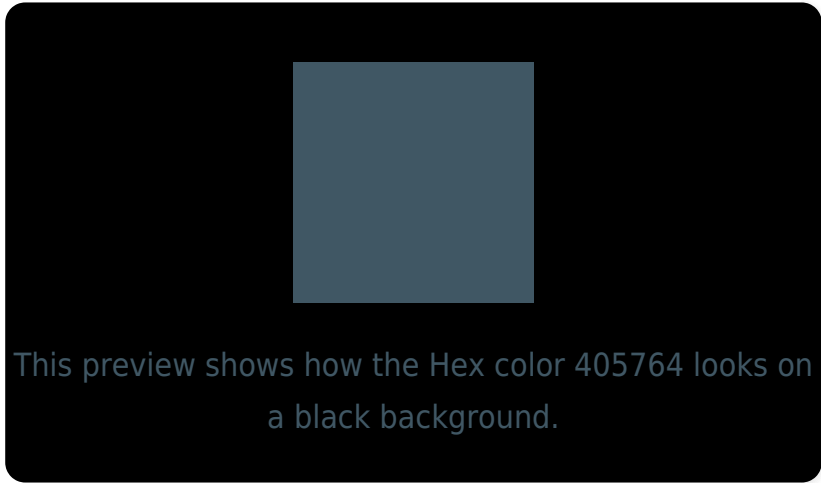 This preview shows how the Hex color 405764 looks on
a black background.